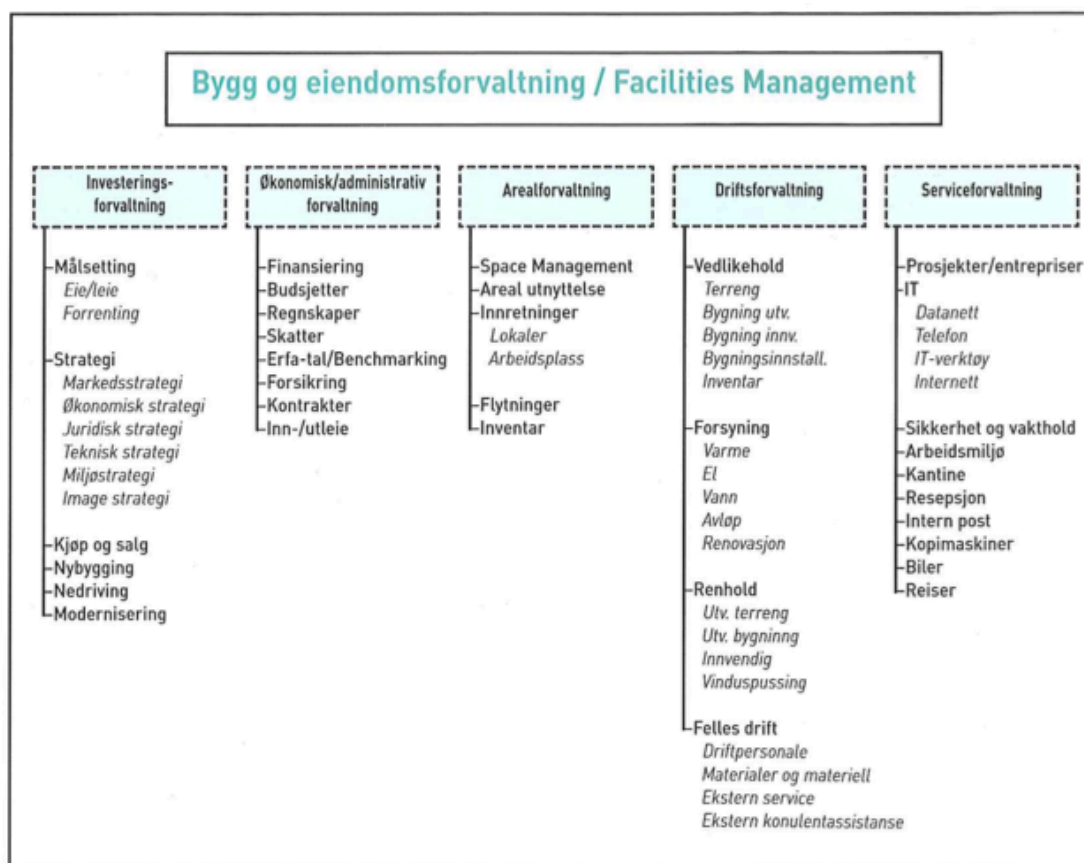 Bygg og eiendomsforvaltning / Facilities Management
Investerings-
forvaltning
Målsetting
Eie/leie
Forrenting
Strategi
Markedsstrategi
Økonomisk strategi
Juridisk strategi
Teknisk strategi
Miljøstrategi
Image strategi
Kjøp og salg
Nybygging
Nedriving
Modernisering
Økonomisk/administrativ
forvaltning
Finansiering
Budsjetter
Regnskaper
Skatter
Erfa-tal/Benchmarking
Forsikring
Kontrakter
Inn-/utleie
Arealforvaltning
Space Management
Areal utnyttelse
Innretninger
Lokaler
Arbeidsplass
Flytninger
Inventar
Driftsforvaltning
Vedlikehold
Terreng
Bygning utv.
Bygning innv.
Bygningsinnstall.
Inventar
Forsyning
Varme
El
Vann
Avløp
Renovasjon
Renhold
Utv. terreng
Utv. bygninng
Innvendig
Vinduspussing
Felles drift
Driftpersonale
Materialer og materiell
Ekstern service
Ekstern konulentassistanse
Serviceforvaltning
Prosjekter/entrepriser
IT
Datanett
Telefon
IT-verktøy
Internett
Sikkerhet og vakthold
Arbeidsmiljø
Kantine
Resepsjon
Intern post
Kopimaskiner
Biler
Reiser